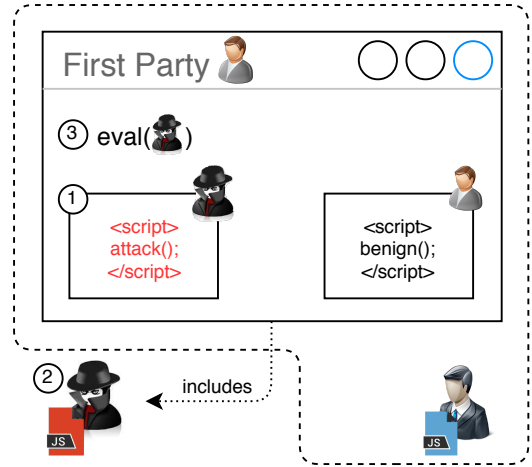 First Party
3 eval( )
1
<script>
attack();
</script>
<script>
benign();
</script>
2
includes
JS
JS